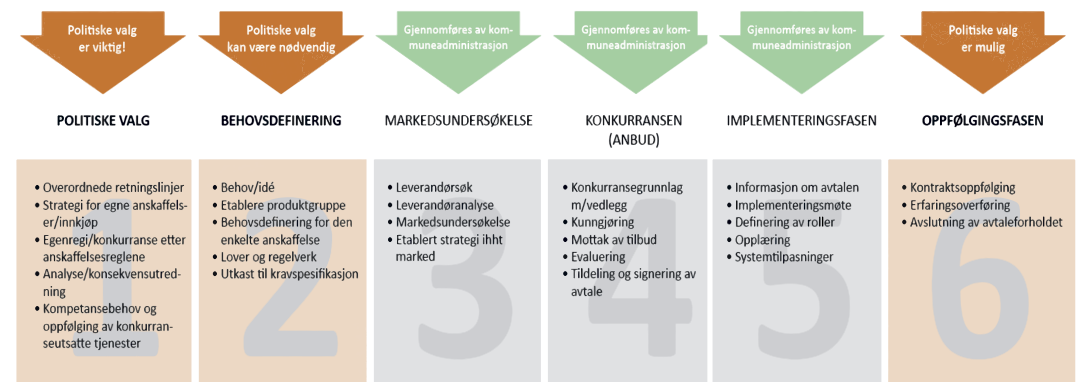 Politiske valg
er viktig!
Politiske valg
kan være nødvendig
Gjennomføres av kom-
muneadministrasjon
Gjennomføres av kom-
muneadministrasjon
Gjennomføres av kom-
muneadministrasjon
Politiske valg
er mulig
POLITISKE VALG
BEHOVSDEFINERING
MARKEDSUNDERSØKELSE
KONKURRANSEN
(ANBUD)
IMPLEMENTERINGSFASEN
OPPFØLGINGSFASEN
1
• Overordnede retningslinjer
• Strategi for egne anskaffels-
er/innkjøp
• Egenregi/konkurranse etter
anskaffelsesreglene
• Analyse/konsekvensutred-
ning
• Kompetansebehov og
oppfølging av konkurran-
seutsatte tjenester
2
• Behov/idé
• Etablere produktgruppe
• Behovsdefinering for den
enkelte anskaffelse
• Lover og regelverk
• Utkast til kravspesifikasjon
3
• Leverandørsøk
• Leverandøranalyse
• Markedsundersøkelse
• Etablert strategi ihht
marked
4
• Konkurransegrunnlag
m/vedlegg
• Kunngjøring
• Mottak av tilbud
• Evaluering
• Tildeling og signering av
avtale
5
• Informasjon om avtalen
• Implementeringsmøte
• Definering av roller
• Opplæring
• Systemtilpasninger
6
• Kontraktsoppfølging
• Erfaringsoverføring
• Avslutning av avtaleforholdet